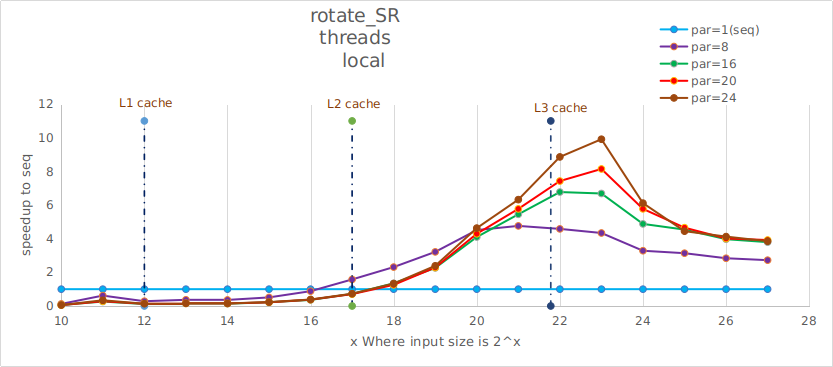 rotate_SR
threads
local
par=1(seq)
par=8
par=16
par=20
par=24
L1 cache
L2 cache
L3 cache
12
10
8
6
4
2
0
speedup to seq
10
12
14
16
18
20
22
24
26
28
x Where input size is 2^x